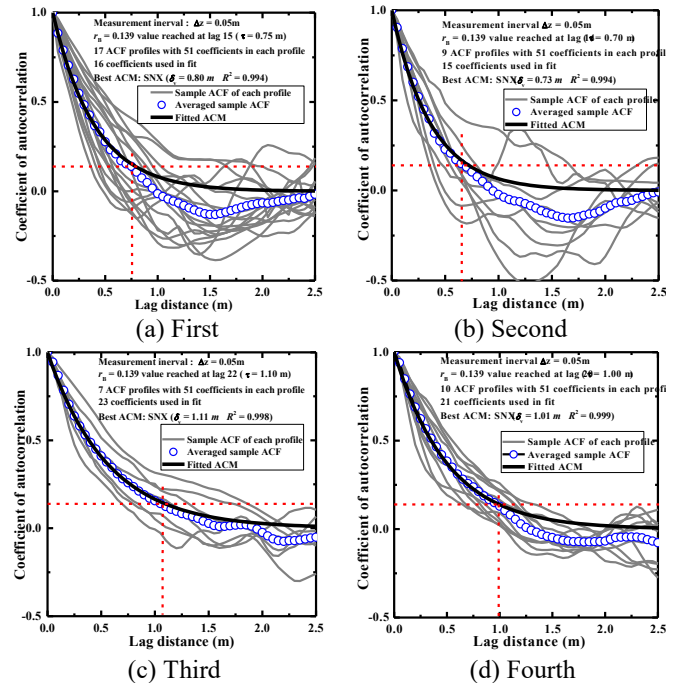 1.0
0.5
0.0
-0.5
Coefficient of autocorrelation
Measurement inerval : Δz = 0.05m
r_B = 0.139 value reached at lag 15 (τ = 0.75 m)
17 ACF profiles with 51 coefficients in each profile
16 coefficients used in fit
Best ACM: SNX (δ_v = 0.80 m R² = 0.994)
Sample ACF of each profile
Averaged sample ACF
Fitted ACM
0.0 0.5 1.0 1.5 2.0 2.5
Lag distance (m)
(a) First
1.0
0.5
0.0
-0.5
Coefficient of autocorrelation
Measurement inerval Δz = 0.05m
r_B = 0.139 value reached at lag 0.70 m)
9 ACF profiles with 51 coefficients in each profile
15 coefficients used in fit
Best ACM: SNX (δ_v = 0.73 m R² = 0.994)
Sample ACF of each profile
Averaged sample ACF
Fitted ACM
0.0 0.5 1.0 1.5 2.0 2.5
Lag distance (m)
(b) Second
1.0
0.5
0.0
-0.5
Coefficient of autocorrelation
Measurement inerval : Δz = 0.05m
r_B = 0.139 value reached at lag 22 (τ = 1.10 m)
7 ACF profiles with 51 coefficients in each profile
23 coefficients used in fit
Best ACM: SNX (δ_v = 1.11 m R² = 0.998)
Sample ACF of each profile
Averaged sample ACF
Fitted ACM
0.0 0.5 1.0 1.5 2.0 2.5
Lag distance (m)
(c) Third
1.0
0.5
0.0
-0.5
Coefficient of autocorrelation
Measurement inerval Δz = 0.05m
r_B = 0.139 value reached at lag = 1.00 m)
10 ACF profiles with 51 coefficients in each profile
21 coefficients used in fit
Best ACM: SNX (δ_v = 1.01 m R² = 0.999)
Sample ACF of each profile
Averaged sample ACF
Fitted ACM
0.0 0.5 1.0 1.5 2.0 2.5
Lag distance (m)
(d) Fourth